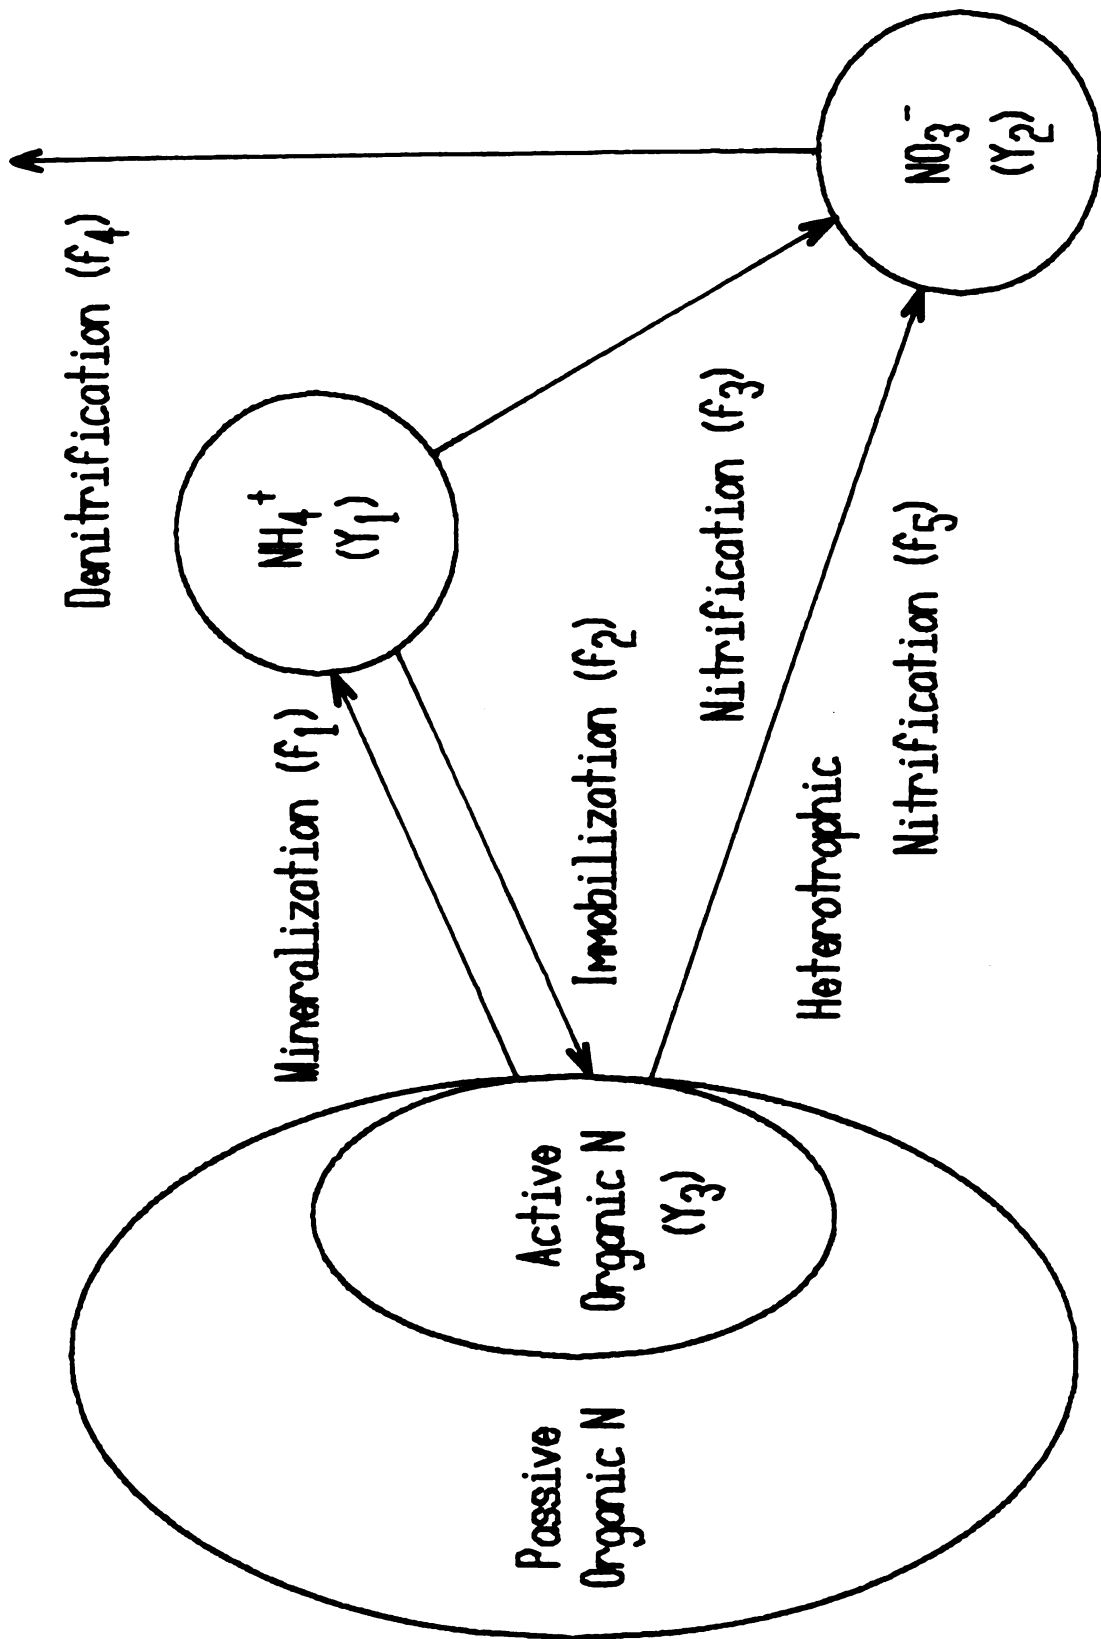 Denitrification (f₄)
NH₄⁺
(Y₁)
Mineralization (f₁)
Immobilization (f₂)
Nitrification (f₃)
NO₃⁻
(Y₂)
Heterotrophic
Nitrification (f₅)
Active
Organic N
(Y₃)
Passive
Organic N